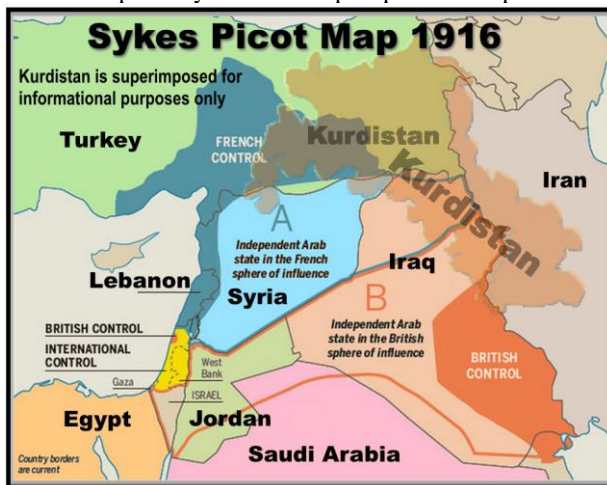 Sykes Picot Map 1916
Kurdistan is superimposed for
informational purposes only
Turkey
FRENCH
CONTROL
Kurdistan
Kurdistan
Iran
A
Independent Arab
state in the French
sphere of influence
Lebanon
Syria
Iraq
B
Independent Arab
state in the British
sphere of influence
BRITISH CONTROL
INTERNATIONAL
CONTROL
BRITISH
CONTROL
Gaza
West
Bank
ISRAEL
Egypt
Jordan
Saudi Arabia
Country borders
are current